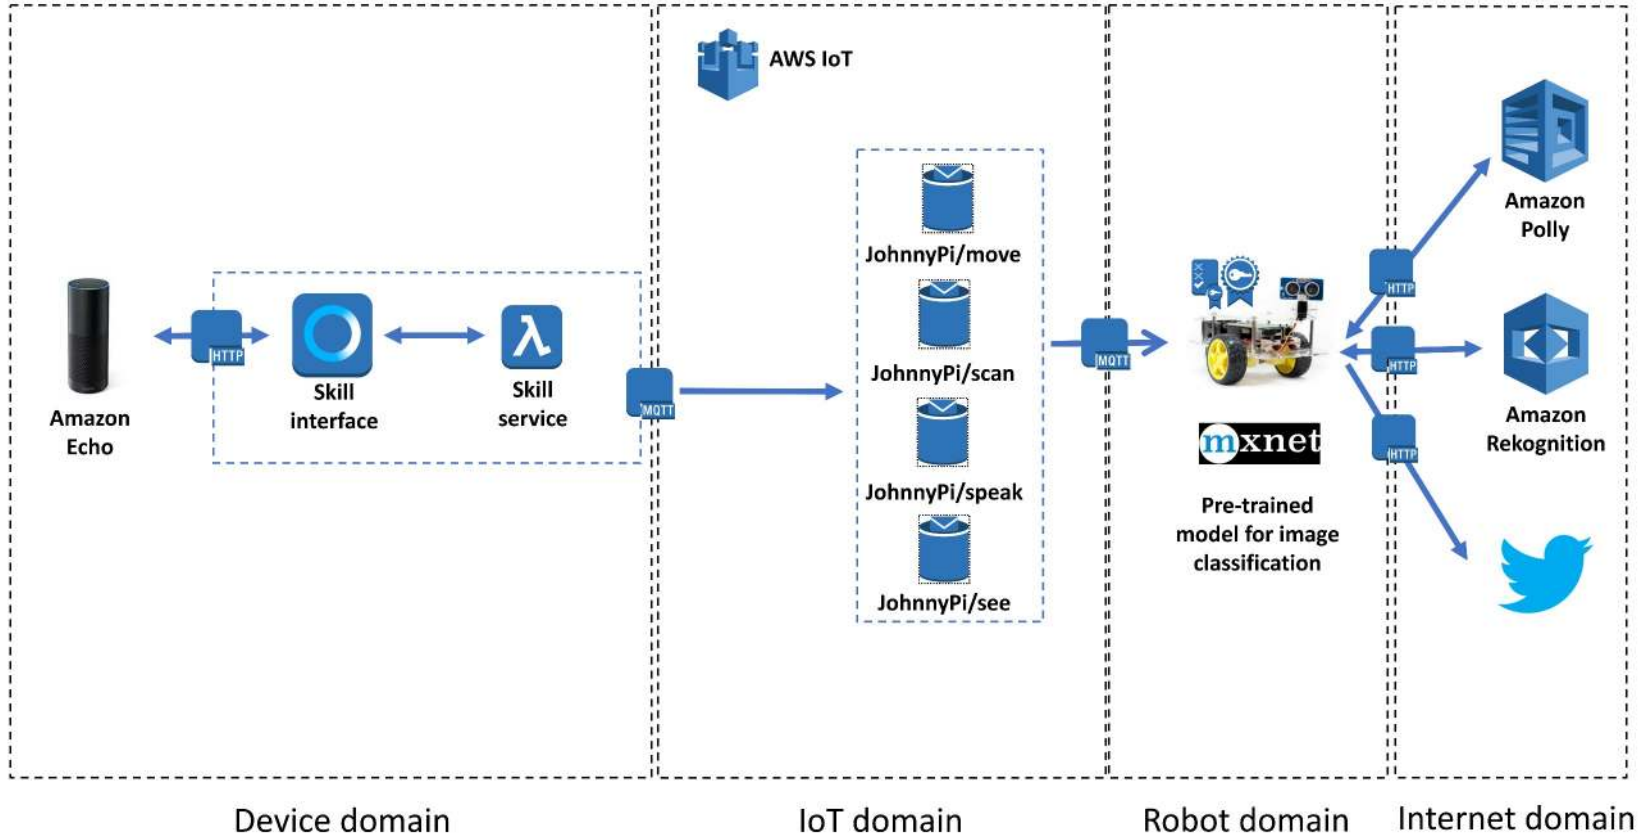 AWS IoT
Amazon
Polly
JohnnyPi/move
HTTP
HTTP
MQTT
HTTP
JohnnyPi/scan
Skill
interface
Skill
service
MQTT
Amazon
Echo
Amazon
Rekognition
mxnet
HTTP
JohnnyPi/speak
Pre-trained
model for image
classification
JohnnyPi/see
Device domain
IoT domain
Robot domain
Internet domain